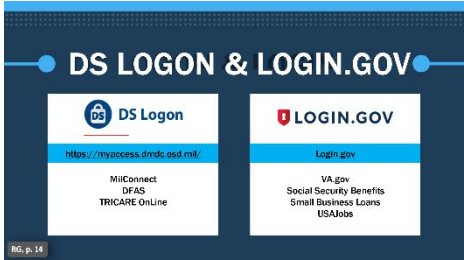 DS LOGON & LOGIN.GOV
DS
DS Logon
https://myaccess.dmdc.osd.mil/
MilConnect
DFAS
TRICARE OnLine
LOGIN.GOV
Login.gov
VA.gov
Social Security Benefits
Small Business Loans
USAJobs
RG, p. 14